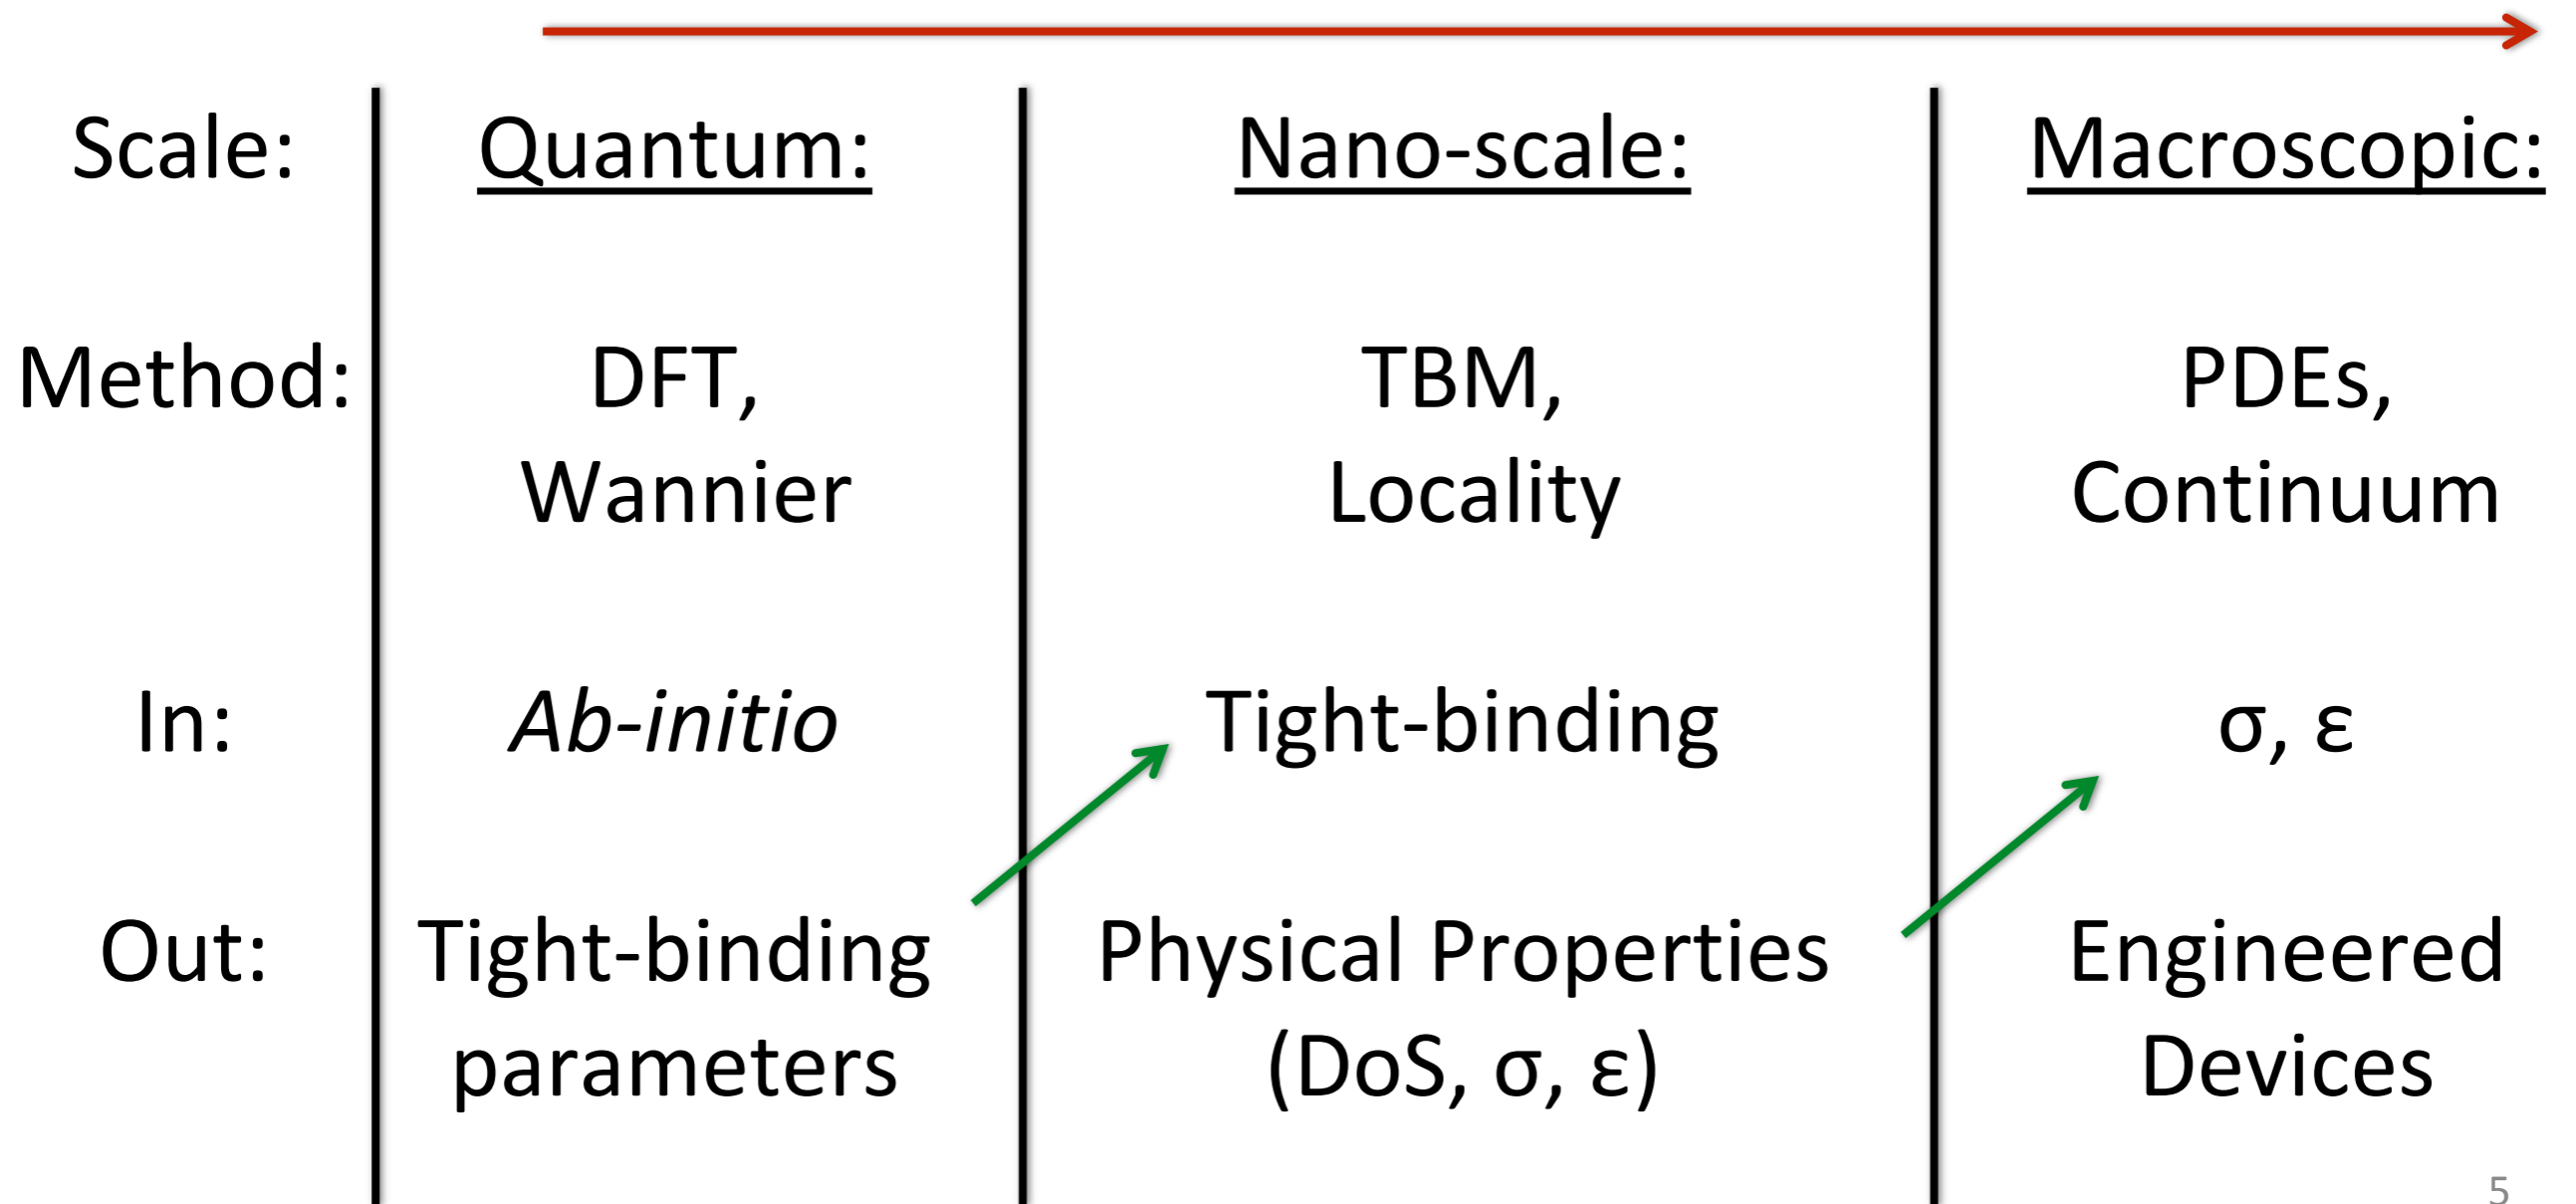 Scale: Quantum: Nano-scale: Macroscopic:
Method: DFT, TBM, PDEs,
Wannier Locality Continuum
In: Ab-initio Tight-binding σ, ε
Out: Tight-binding Physical Properties Engineered
parameters (DoS, σ, ε) Devices
5